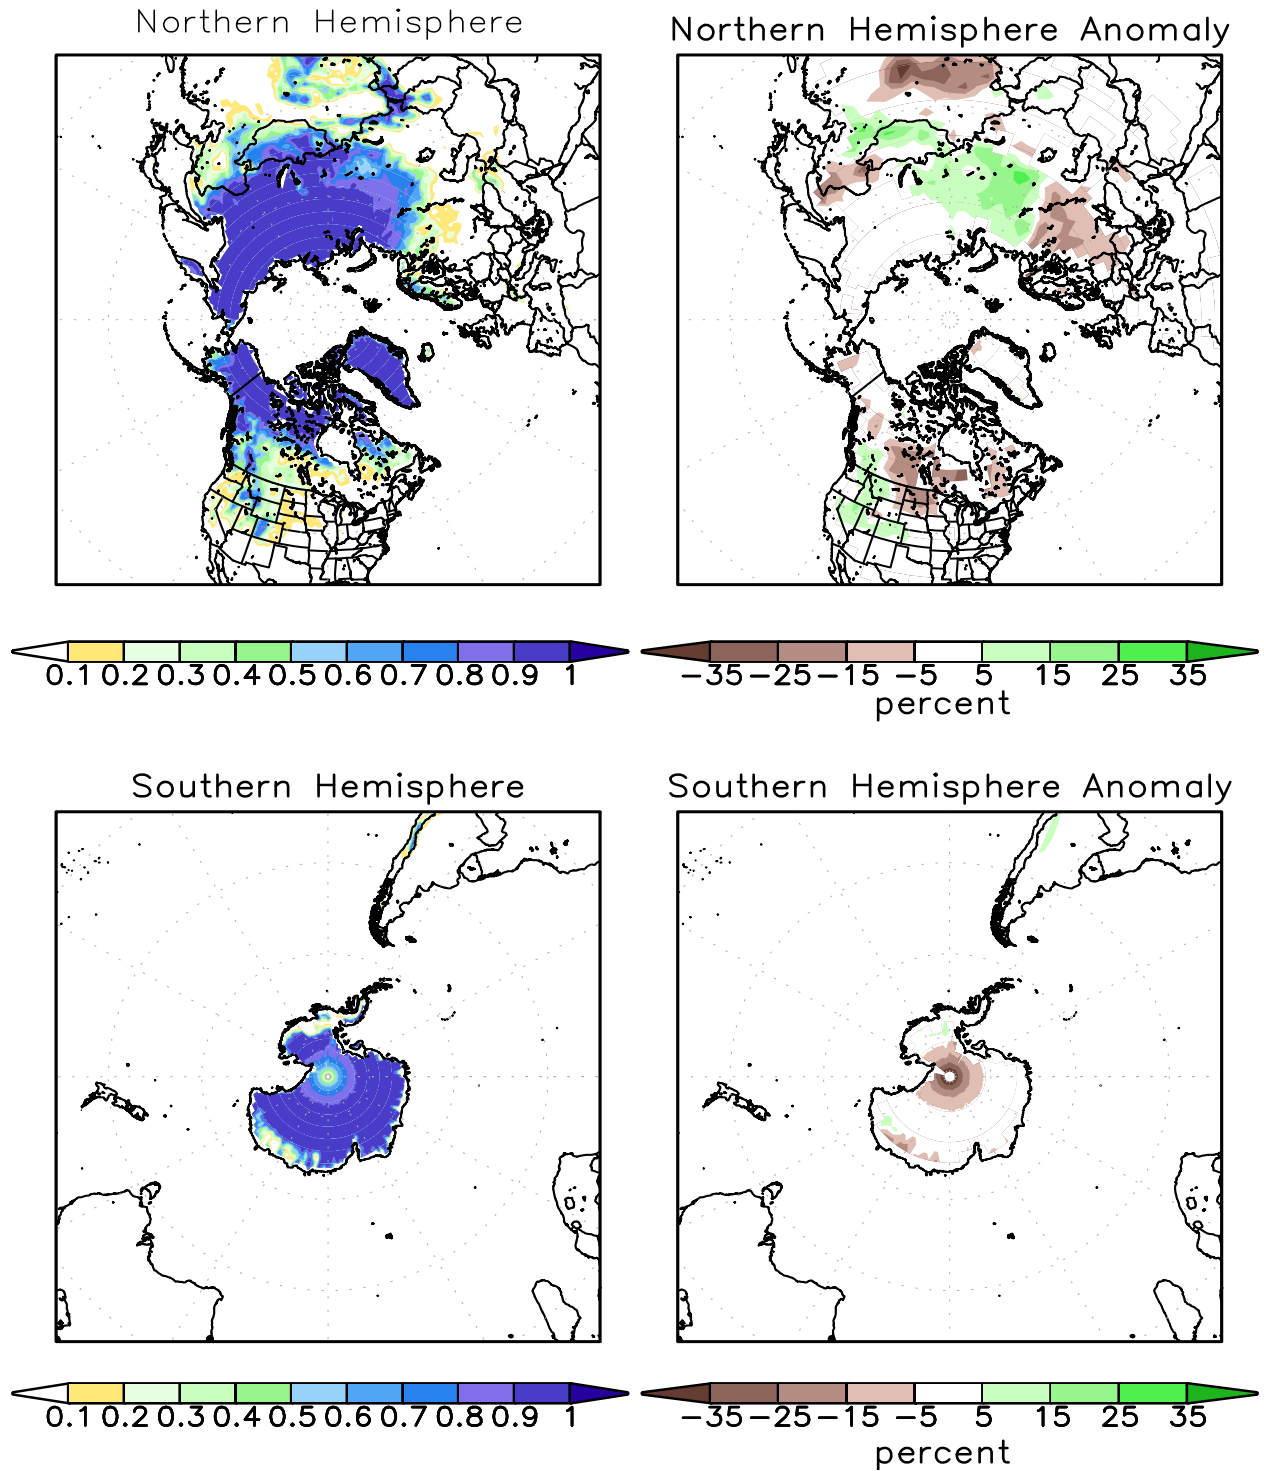 Northern Hemisphere
Northern Hemisphere Anomaly
0.1 0.2 0.3 0.4 0.5 0.6 0.7 0.8 0.9 1
-35 -25 -15 -5 5 15 25 35
percent
Southern Hemisphere
Southern Hemisphere Anomaly
0.1 0.2 0.3 0.4 0.5 0.6 0.7 0.8 0.9 1
-35 -25 -15 -5 5 15 25 35
percent